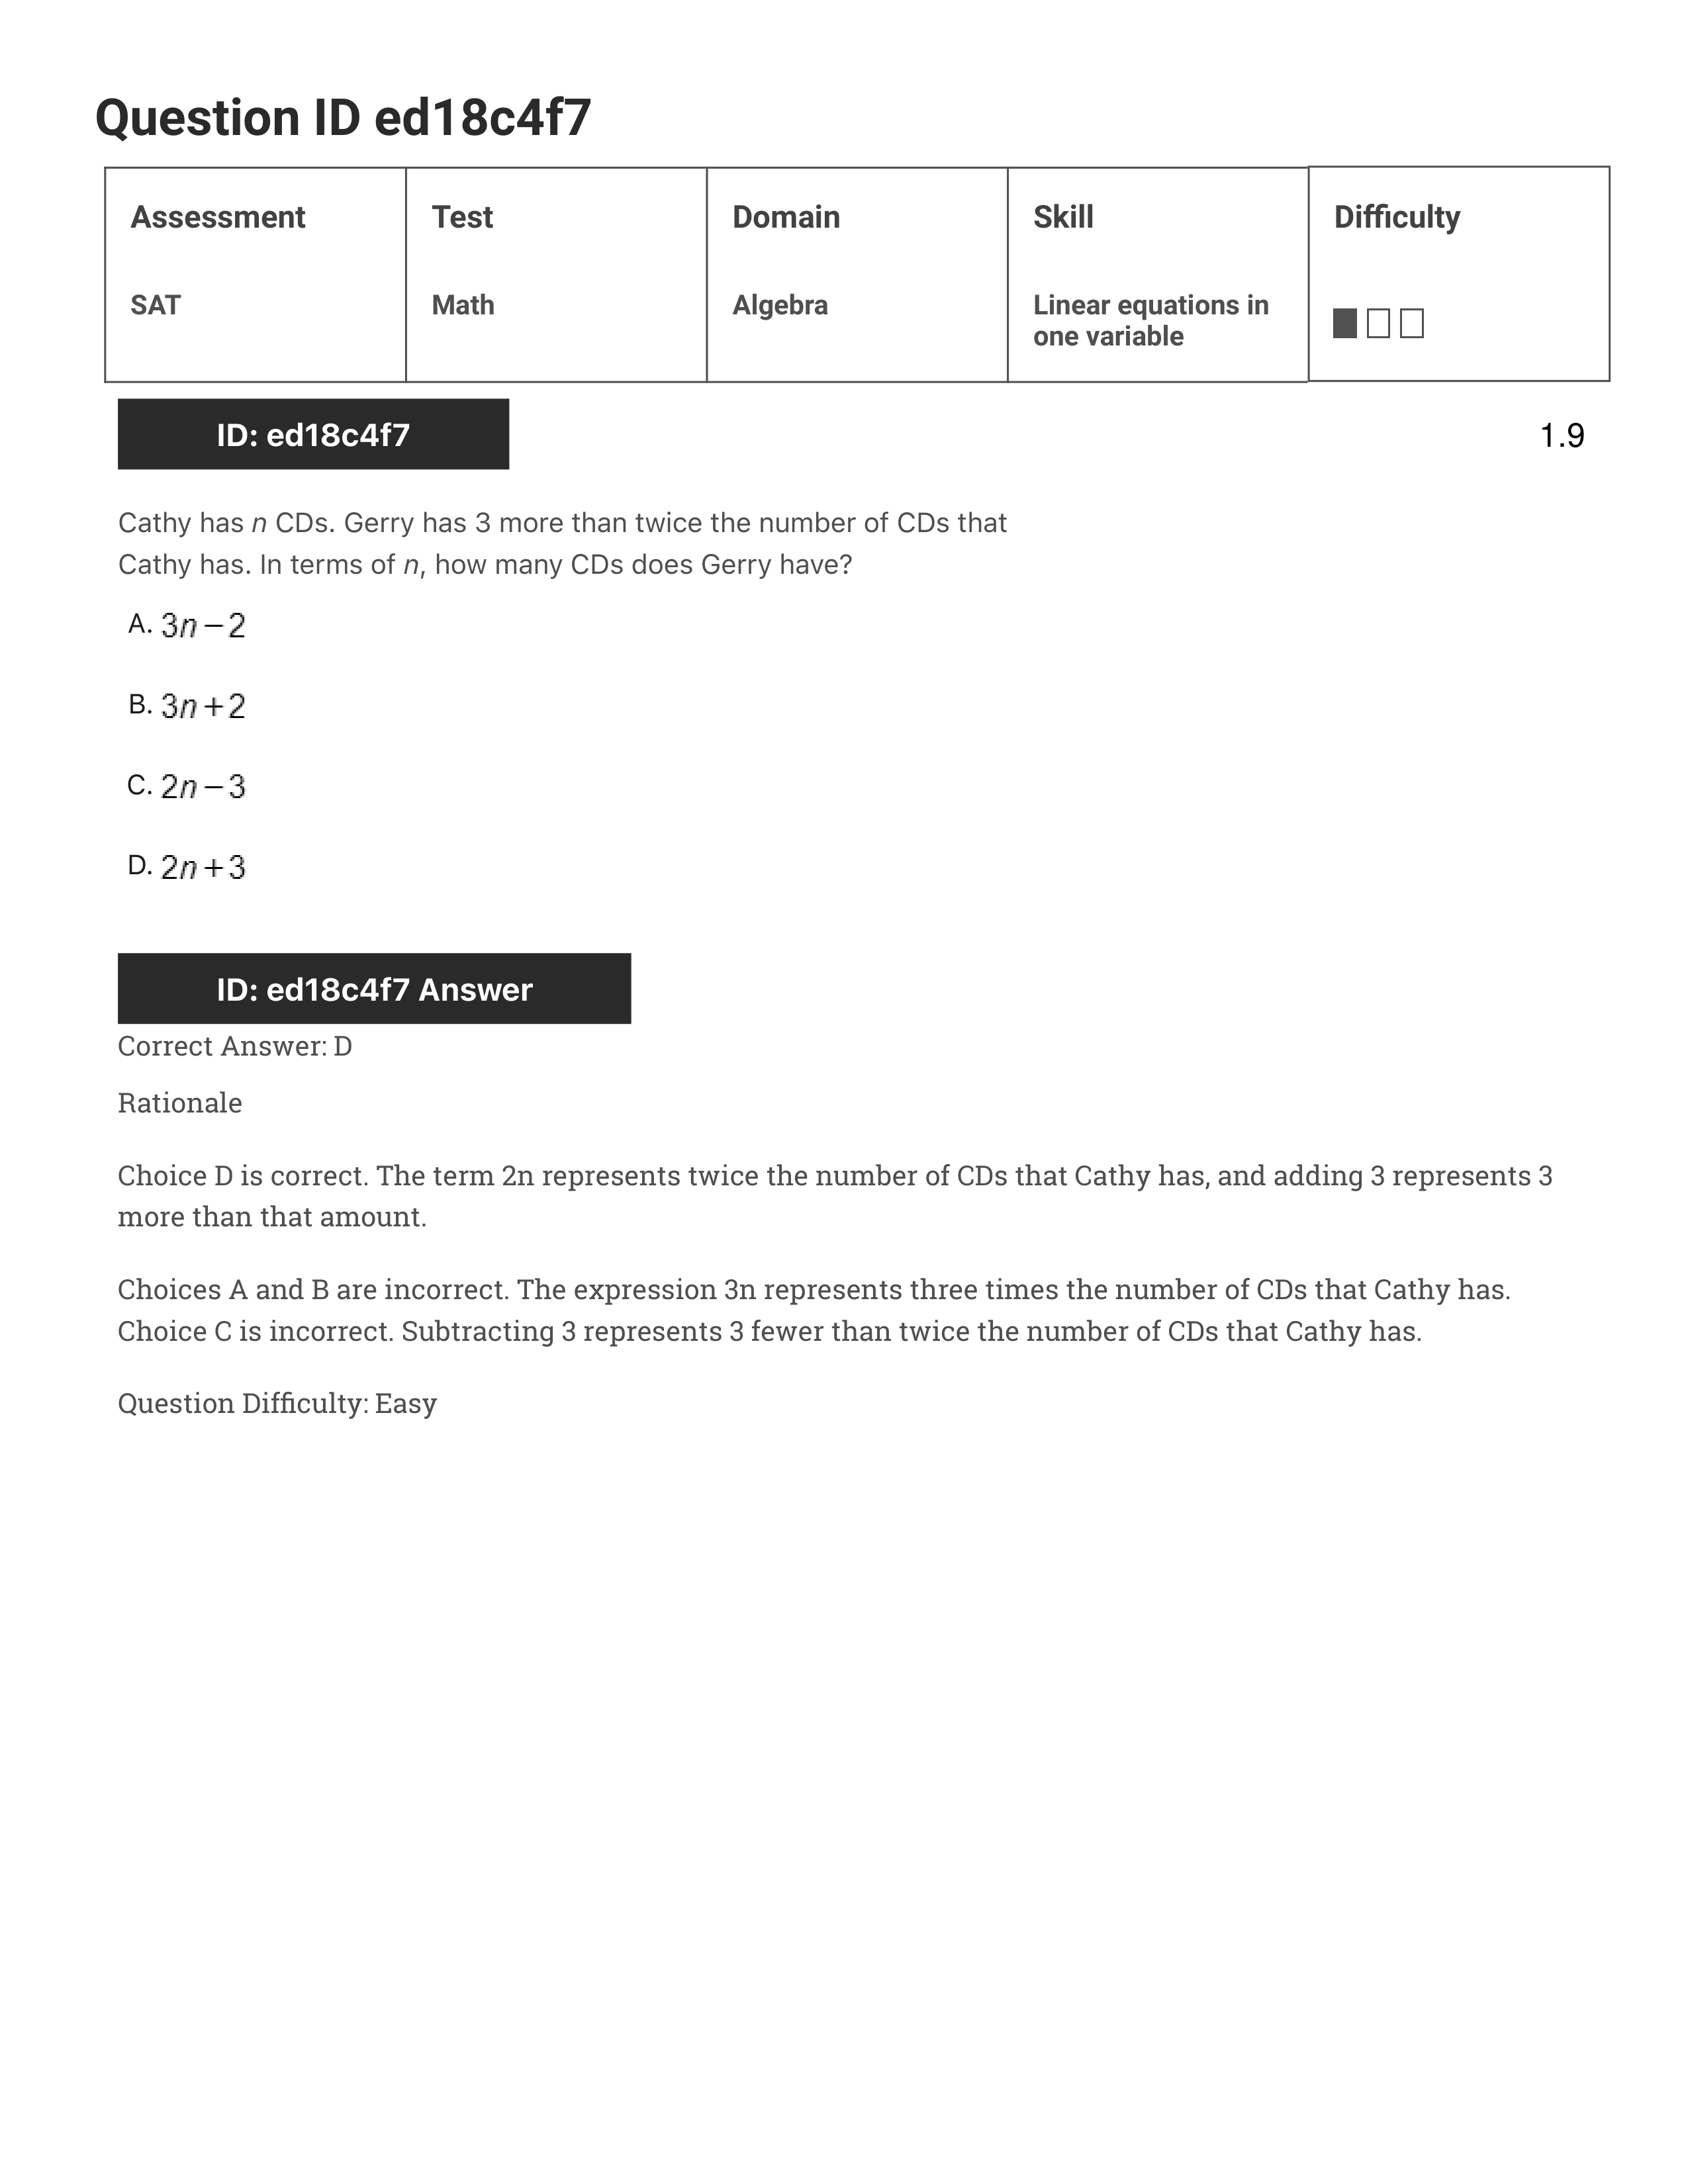 Question ID ed18c4f7
Assessment Test Domain Skill Difficulty
SAT Math Algebra Linear equations in
one variable
ID: ed18c4f7 1.9
Cathy has n CDs. Gerry has 3 more than twice the number of CDs that
Cathy has. In terms of n, how many CDs does Gerry have?
A. 3n − 2
B. 3n + 2
C. 2n − 3
D. 2n + 3
ID: ed18c4f7 Answer
Correct Answer: D
Rationale
Choice D is correct. The term 2n represents twice the number of CDs that Cathy has, and adding 3 represents 3
more than that amount.
Choices A and B are incorrect. The expression 3n represents three times the number of CDs that Cathy has.
Choice C is incorrect. Subtracting 3 represents 3 fewer than twice the number of CDs that Cathy has.
Question Difficulty: Easy